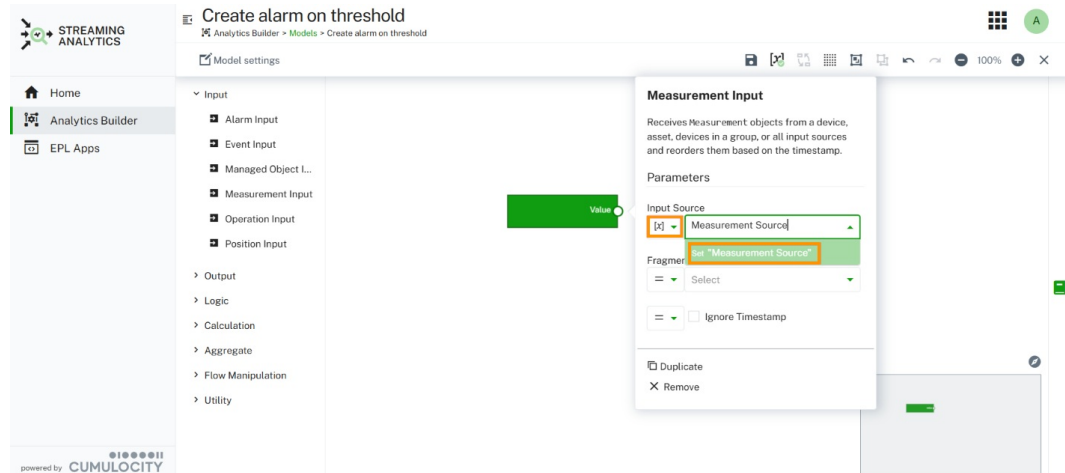 STREAMING
ANALYTICS
Create alarm on threshold
Analytics Builder > Models > Create alarm on threshold
A
Model settings
[x]
100%
Home
Analytics Builder
EPL Apps
Input
Alarm Input
Event Input
Managed Object I...
Measurement Input
Operation Input
Position Input
Output
Logic
Calculation
Aggregate
Flow Manipulation
Utility
Value
Measurement Input
Receives Measurement objects from a device,
asset, devices in a group, or all input sources
and reorders them based on the timestamp.
Parameters
Input Source
[x] Measurement Source
Set "Measurement Source"
Fragmen
= Select
= Ignore Timestamp
Duplicate
Remove
powered by CUMULOCITY